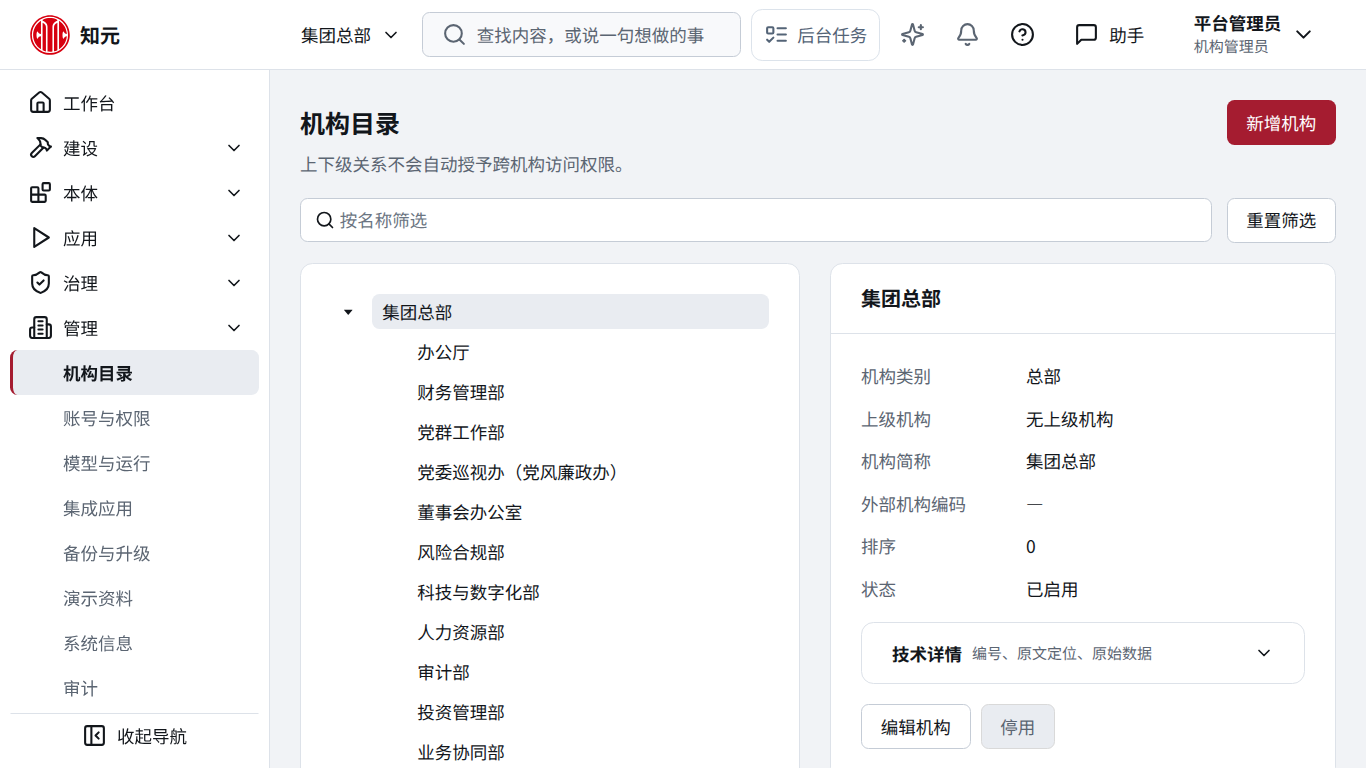 知元
集团总部
查找内容，或说一句想做的事
后台任务
助手
平台管理员
机构管理员
工作台
建设
本体
应用
治理
管理
机构目录
账号与权限
模型与运行
集成应用
备份与升级
演示资料
系统信息
审计
收起导航
机构目录
新增机构
上下级关系不会自动授予跨机构访问权限。
按名称筛选
重置筛选
集团总部
办公厅
财务管理部
党群工作部
党委巡视办（党风廉政办）
董事会办公室
风险合规部
科技与数字化部
人力资源部
审计部
投资管理部
业务协同部
集团总部
机构类别 总部
上级机构 无上级机构
机构简称 集团总部
外部机构编码 —
排序 0
状态 已启用
技术详情 编号、原文定位、原始数据
编辑机构 停用